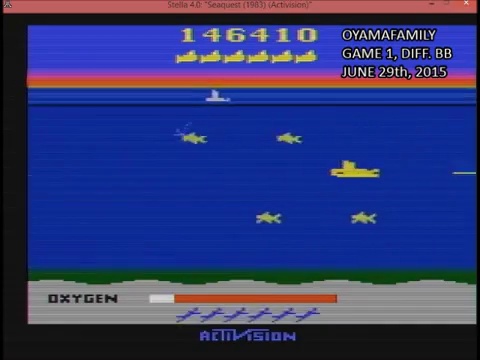 Stella 4.0: "Seaquest (1983) (Activision)"
146410
OYAMAFAMILY
GAME 1, DIFF. BB
JUNE 29th, 2015
OXYGEN
ACTIVISION